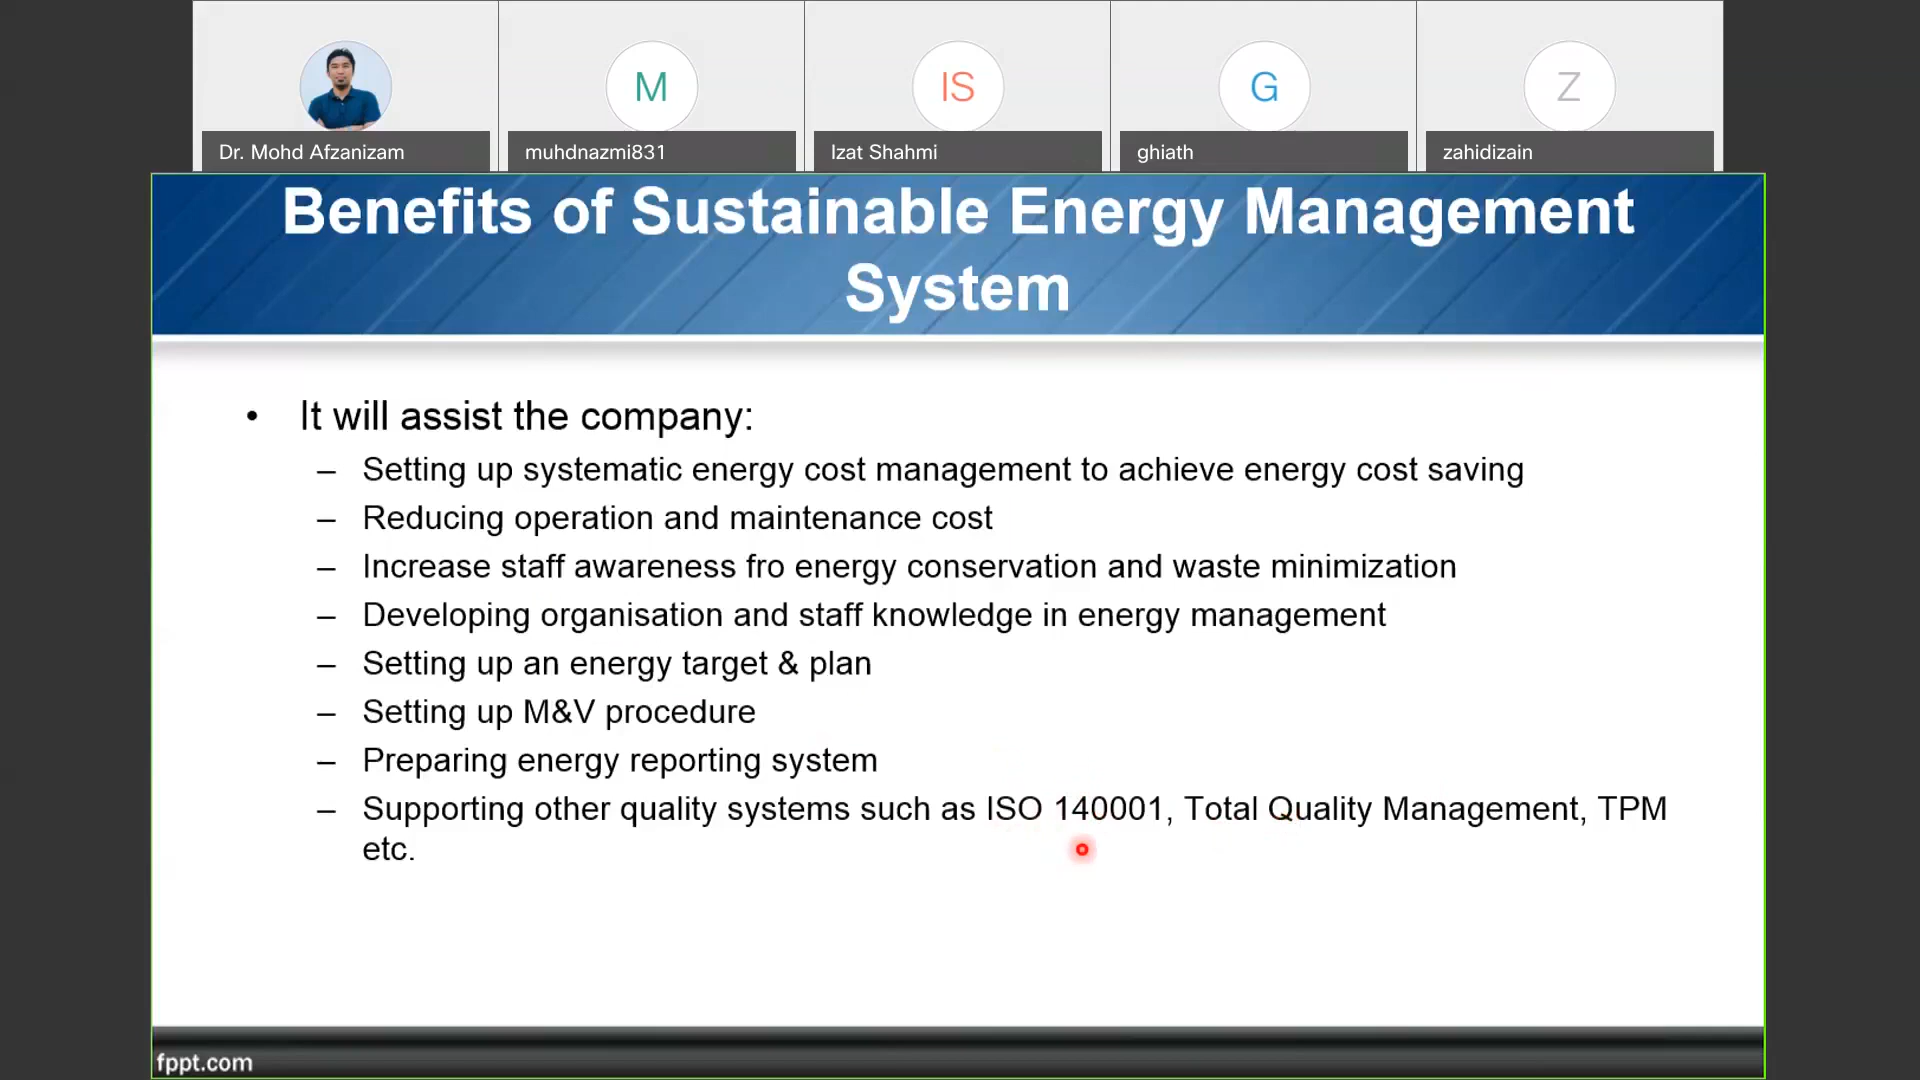 M
IS
G
Z
Dr. Mohd Afzanizam
muhdnazmi831
Izat Shahmi
ghiath
zahidizain
Benefits of Sustainable Energy Management
System
• It will assist the company:
– Setting up systematic energy cost management to achieve energy cost saving
– Reducing operation and maintenance cost
– Increase staff awareness fro energy conservation and waste minimization
– Developing organisation and staff knowledge in energy management
– Setting up an energy target & plan
– Setting up M&V procedure
– Preparing energy reporting system
– Supporting other quality systems such as ISO 140001, Total Quality Management, TPM
etc.
fppt.com